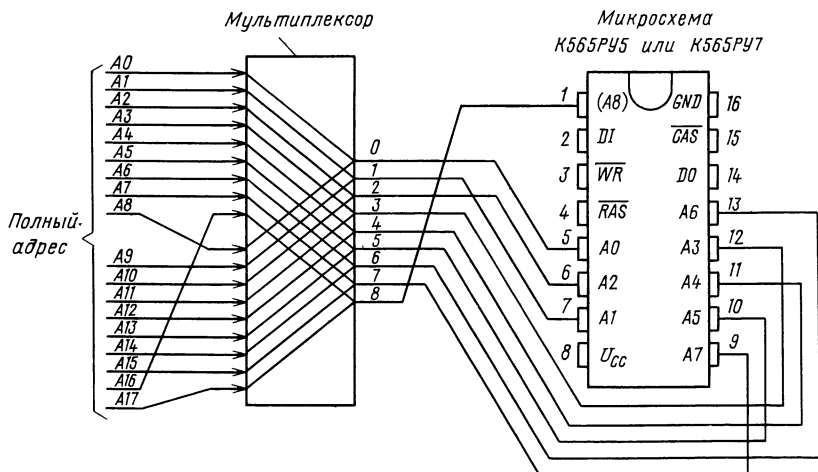 Мультиплексор
Микросхема
К565РУ5 или К565РУ7
Полный адрес
A0
A1
A2
A3
A4
A5
A6
A7
A8
A9
A10
A11
A12
A13
A14
A15
A16
A17
0
1
2
3
4
5
6
7
8
1 (A8) GND 16
2 DI CAS 15
3 WR DO 14
4 RAS A6 13
5 A0 A3 12
6 A2 A4 11
7 A1 A5 10
8 UCC A7 9